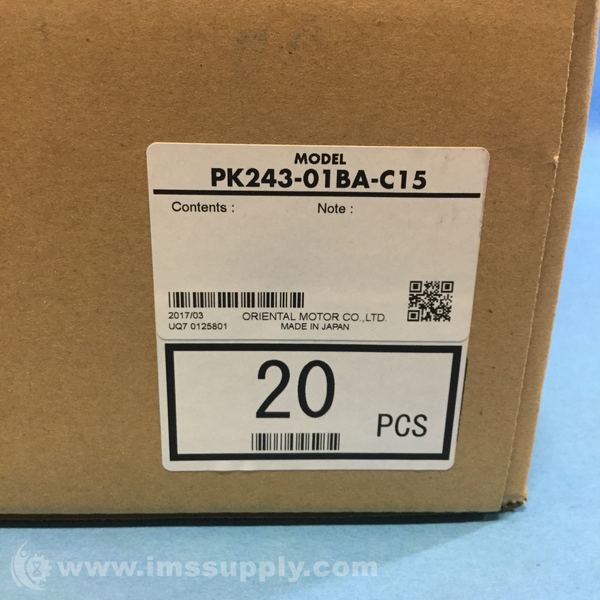 MODEL
PK243-01BA-C15
Contents : Note :
2017/03 ORIENTAL MOTOR CO.,LTD.
UQ7 0125801 MADE IN JAPAN
20 PCS
www.imssupply.com